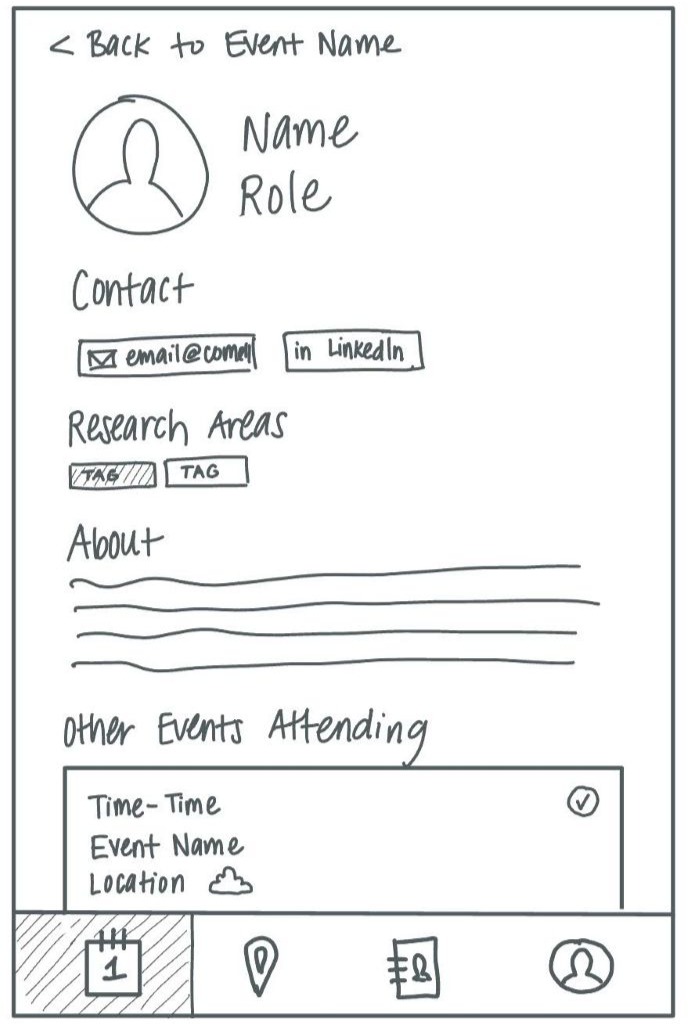 < Back to Event Name
Name
Role
Contact
email@cornell
in LinkedIn
Research Areas
TAG TAG
About
Other Events Attending
Time-Time
Event Name
Location
1